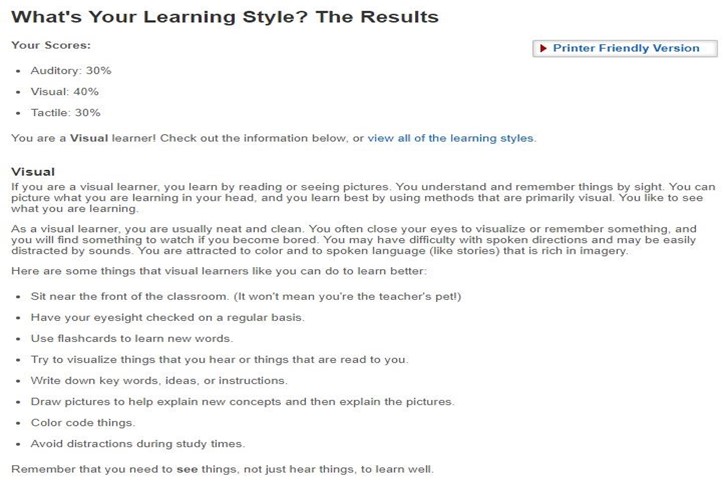 What's Your Learning Style? The Results
Your Scores:
Printer Friendly Version
• Auditory: 30%
• Visual: 40%
• Tactile: 30%
You are a Visual learner! Check out the information below, or view all of the learning styles.
Visual
If you are a visual learner, you learn by reading or seeing pictures. You understand and remember things by sight. You can
picture what you are learning in your head, and you learn best by using methods that are primarily visual. You like to see
what you are learning.
As a visual learner, you are usually neat and clean. You often close your eyes to visualize or remember something, and
you will find something to watch if you become bored. You may have difficulty with spoken directions and may be easily
distracted by sounds. You are attracted to color and to spoken language (like stories) that is rich in imagery.
Here are some things that visual learners like you can do to learn better:
• Sit near the front of the classroom. (It won't mean you're the teacher's pet!)
• Have your eyesight checked on a regular basis.
• Use flashcards to learn new words.
• Try to visualize things that you hear or things that are read to you.
• Write down key words, ideas, or instructions.
• Draw pictures to help explain new concepts and then explain the pictures.
• Color code things.
• Avoid distractions during study times.
Remember that you need to see things, not just hear things, to learn well.